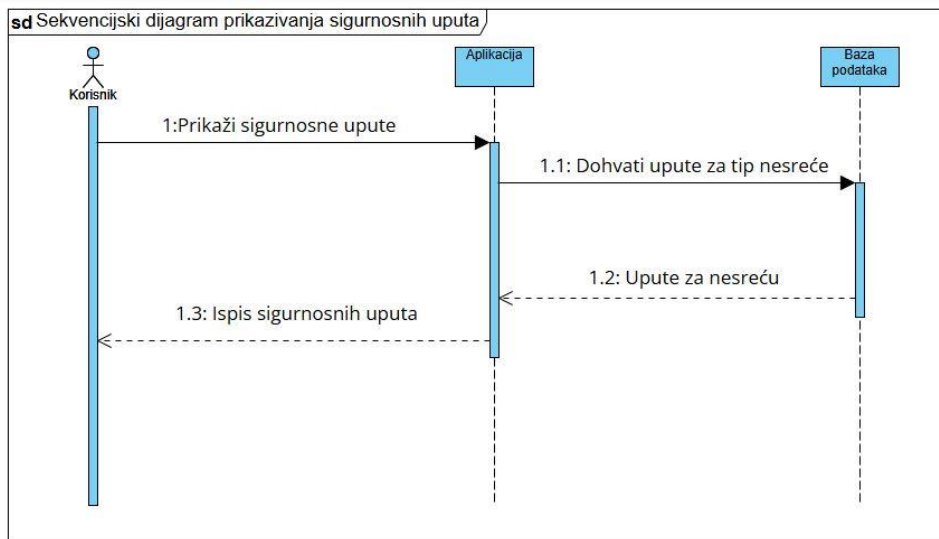 sd Sekvencijski dijagram prikazivanja sigurnosnih uputa
Korisnik
Aplikacija
Baza
podataka
1:Prikaži sigurnosne upute
1.1: Dohvati upute za tip nesreće
1.2: Upute za nesreću
1.3: Ispis sigurnosnih uputa